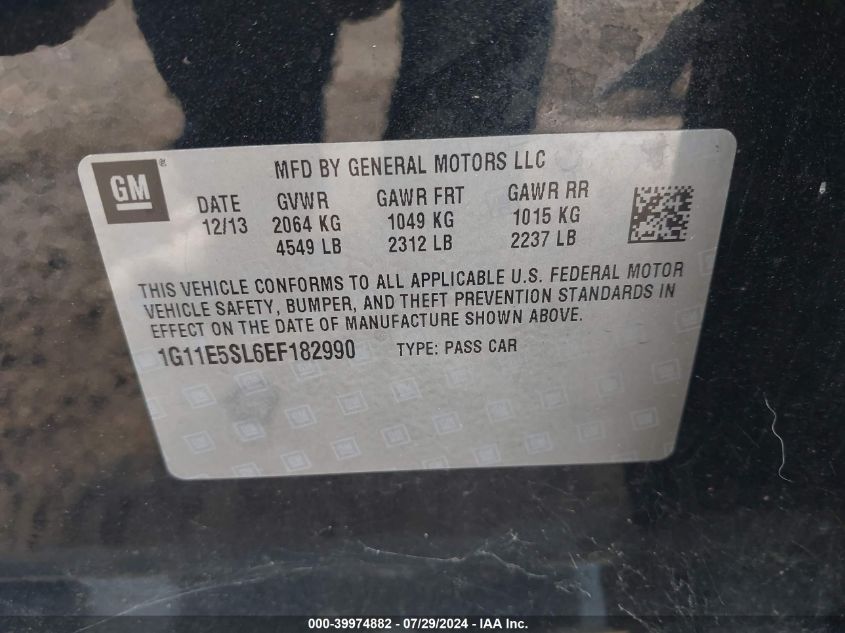 GM
MFD BY GENERAL MOTORS LLC
DATE GVWR GAWR FRT GAWR RR
12/13 2064 KG 1049 KG 1015 KG
4549 LB 2312 LB 2237 LB
THIS VEHICLE CONFORMS TO ALL APPLICABLE U.S. FEDERAL MOTOR
VEHICLE SAFETY, BUMPER, AND THEFT PREVENTION STANDARDS IN
EFFECT ON THE DATE OF MANUFACTURE SHOWN ABOVE.
1G11E5SL6EF182990 TYPE: PASS CAR
000-39974882 / 07/29/2024 - IAA Inc.